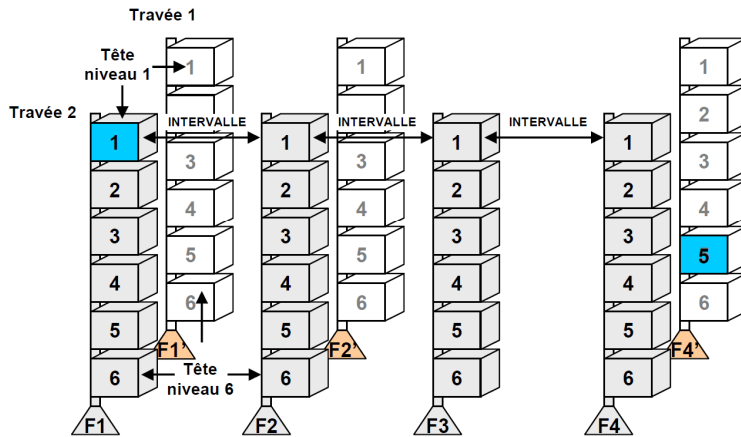 Travée 1
Tête
niveau 1
1 1 1
2
Travée 2
INTERVALLE INTERVALLE INTERVALLE
1 1 1 1
3 3 3
2 2 2 2
4 4 4
3 3 3 3
5 5 5
4 4 4 4
6 6 6
5 5 5 5
F1' F2' F4'
Tête
niveau 6
6 6 6 6
F1 F2 F3 F4